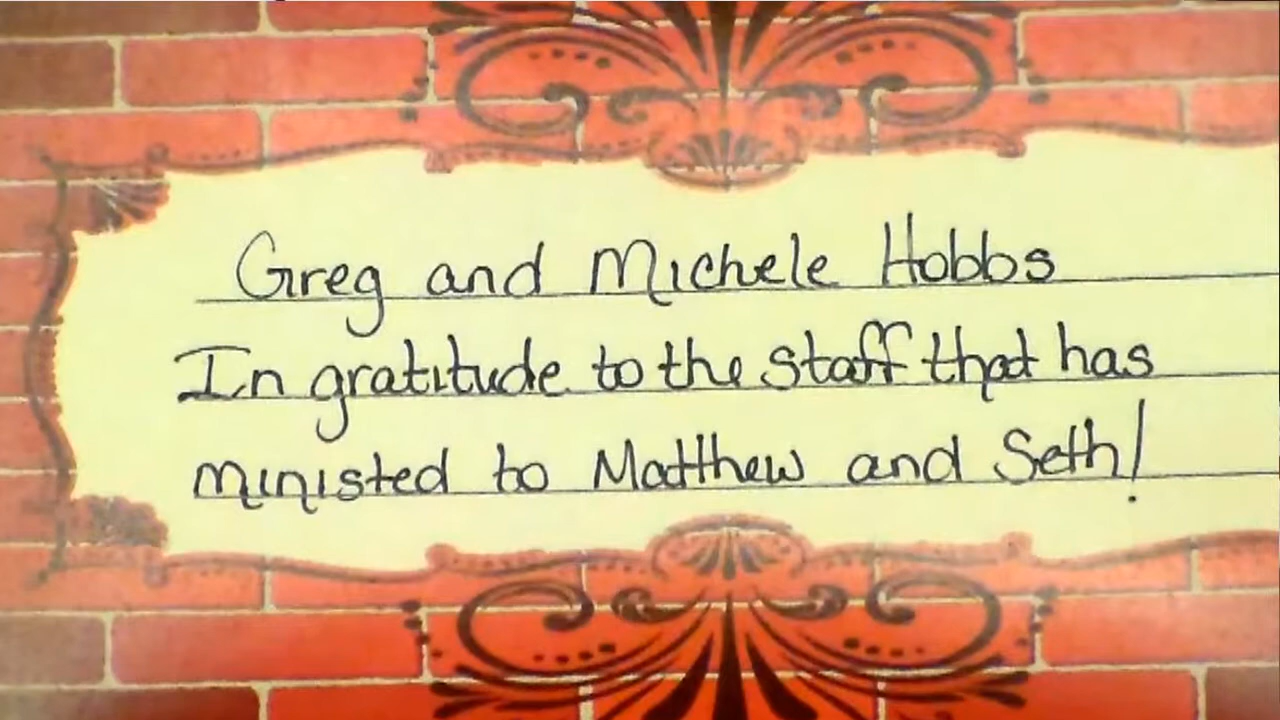 Greg and Michele Hobbs
In gratitude to the staff that has
ministed to Matthew and Seth!